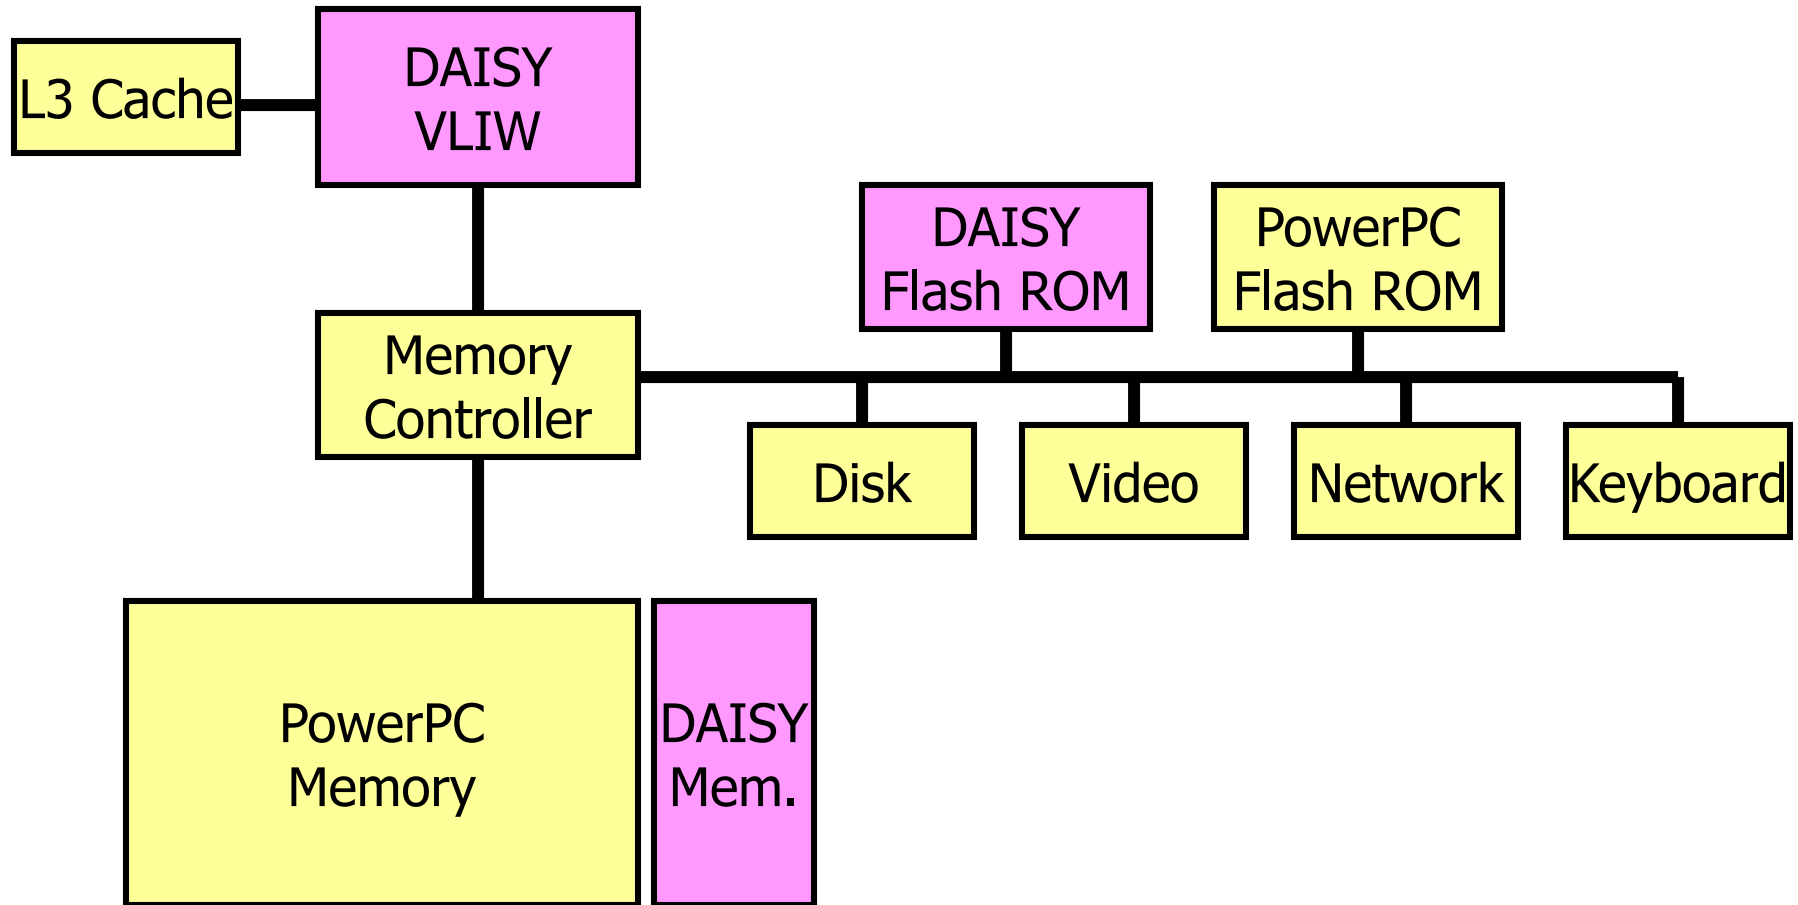 L3 Cache
DAISY
VLIW
DAISY
Flash ROM
PowerPC
Flash ROM
Memory
Controller
Disk
Video
Network
Keyboard
PowerPC
Memory
DAISY
Mem.